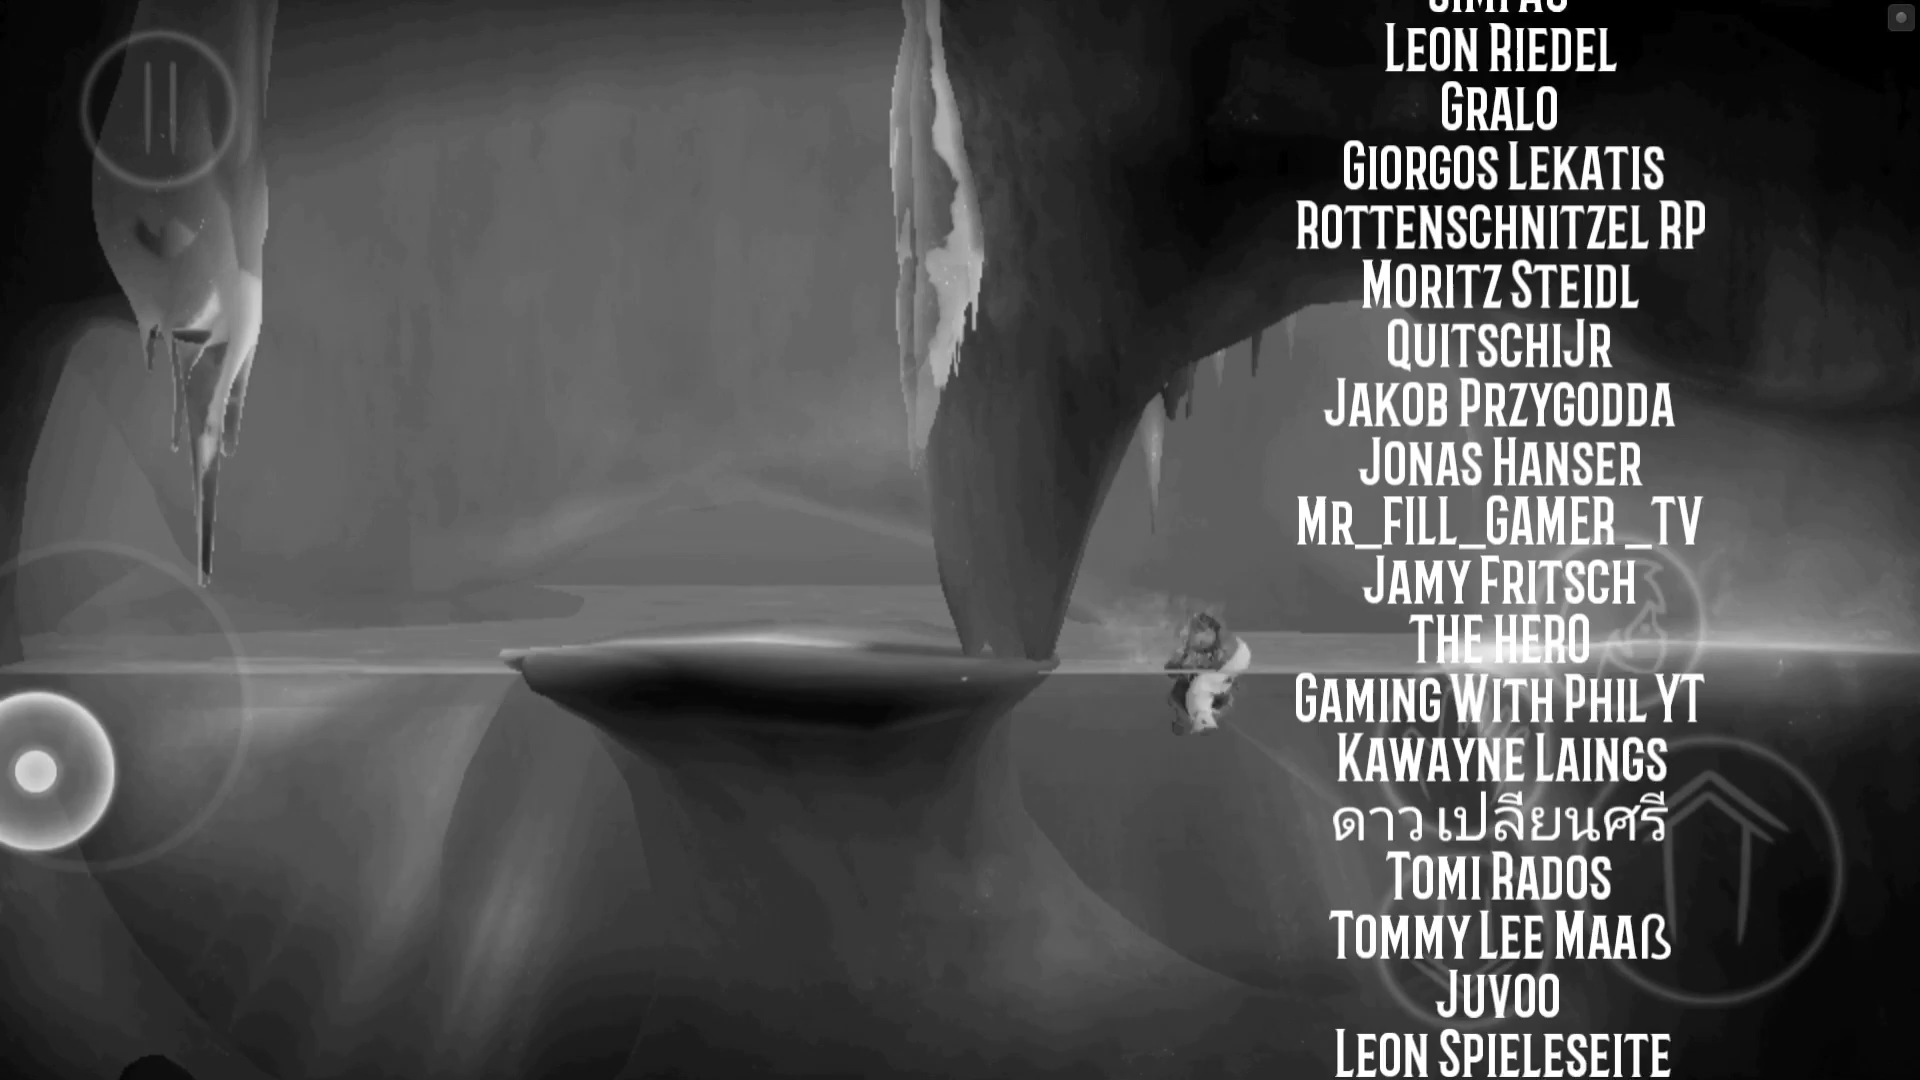 LEON RIEDEL
GRALO
GIORGOS LEKATIS
ROTTENSCHNITZEL RP
MORITZ STEIDL
QUITSCHIJR
JAKOB PRZYGODDA
JONAS HANSER
MR_FILL_GAMER_TV
JAMY FRITSCH
THE HERO
GAMING WITH PHIL YT
KAWAYNE LAINGS
ดาว เปลียนศรี
TOMI RADOS
TOMMY LEE MAAß
JUVOO
LEON SPIELESEITE